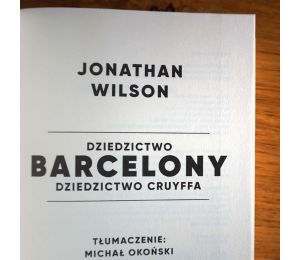 JONATHAN
WILSON
DZIEDZICTWO
BARCELONY
DZIEDZICTWO CRUYFFA
TŁUMACZENIE:
MICHAŁ OKOŃSKI